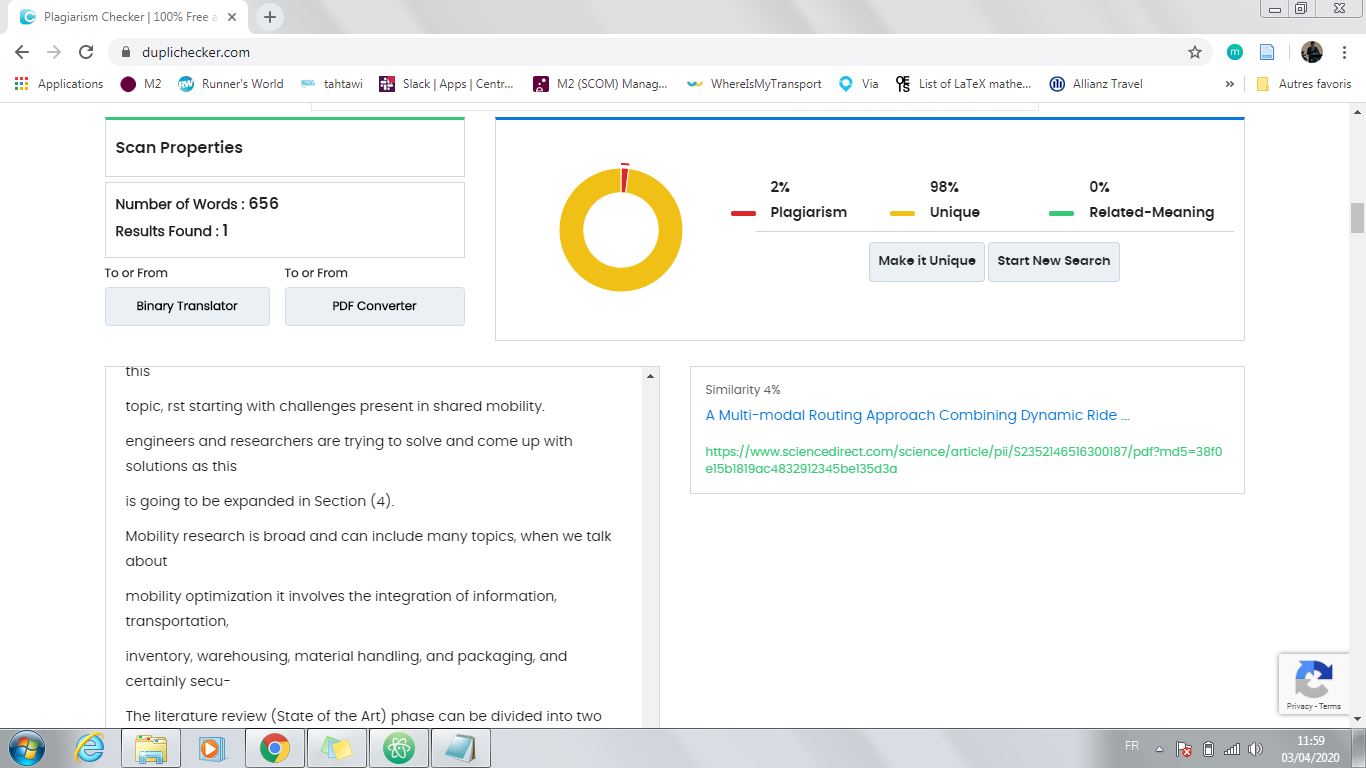 Plagiarism Checker | 100% Free a
duplichecker.com
m
Applications M2 Runner's World tahtawi Slack | Apps | Centr... M2 (SCOM) Manag... WhereIsMyTransport Via List of LaTeX mathe... Allianz Travel » Autres favoris
Scan Properties
Number of Words : 656
Results Found : 1
To or From To or From
Binary Translator PDF Converter
2% 98% 0%
Plagiarism Unique Related-Meaning
Make it Unique Start New Search
this
topic, rst starting with challenges present in shared mobility.
engineers and researchers are trying to solve and come up with
solutions as this
is going to be expanded in Section (4).
Mobility research is broad and can include many topics, when we talk
about
mobility optimization it involves the integration of information,
transportation,
inventory, warehousing, material handling, and packaging, and
certainly secu-
The literature review (State of the Art) phase can be divided into two
Similarity 4%
A Multi-modal Routing Approach Combining Dynamic Ride ...
https://www.sciencedirect.com/science/article/pii/S2352146516300187/pdf?md5=38f0
e15b1819ac4832912345be135d3a
Privacy - Terms
FR
11:59
03/04/2020